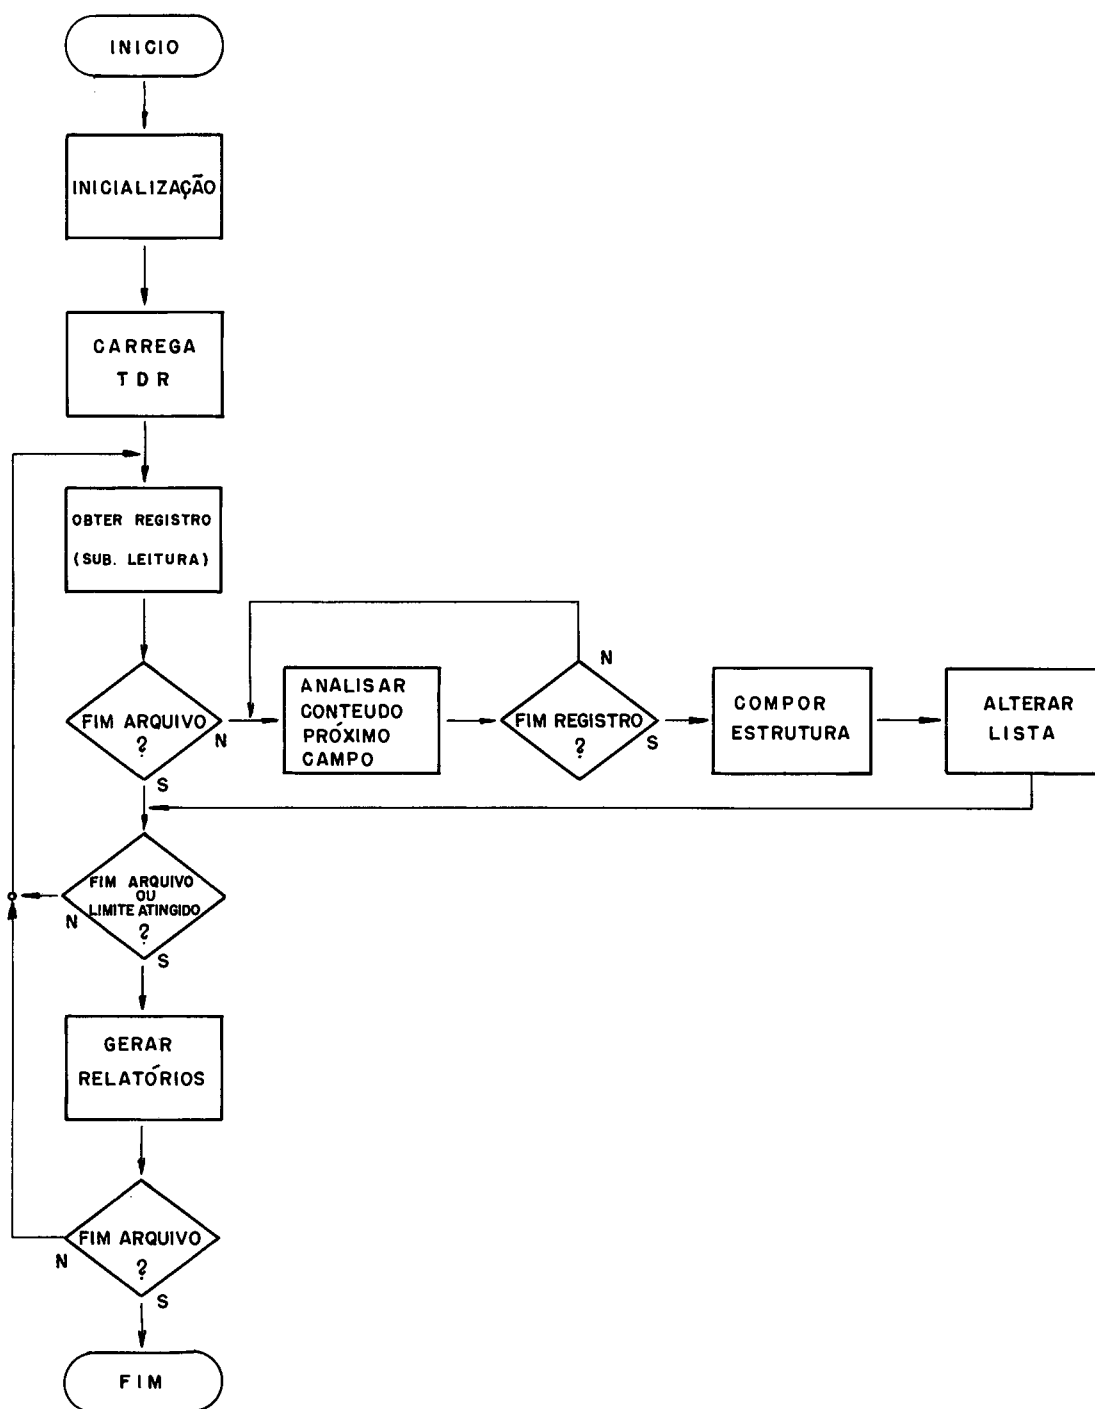 INICIO
INICIALIZAÇÃO
CARREGA
TDR
OBTER REGISTRO
(SUB. LEITURA)
FIM ARQUIVO
?
N
S
ANALISAR
CONTEUDO
PRÓXIMO
CAMPO
N
FIM REGISTRO
?
S
COMPOR
ESTRUTURA
ALTERAR
LISTA
FIM ARQUIVO
OU
LIMITE ATINGIDO
?
N
S
GERAR
RELATÓRIOS
FIM ARQUIVO
?
N
S
FIM